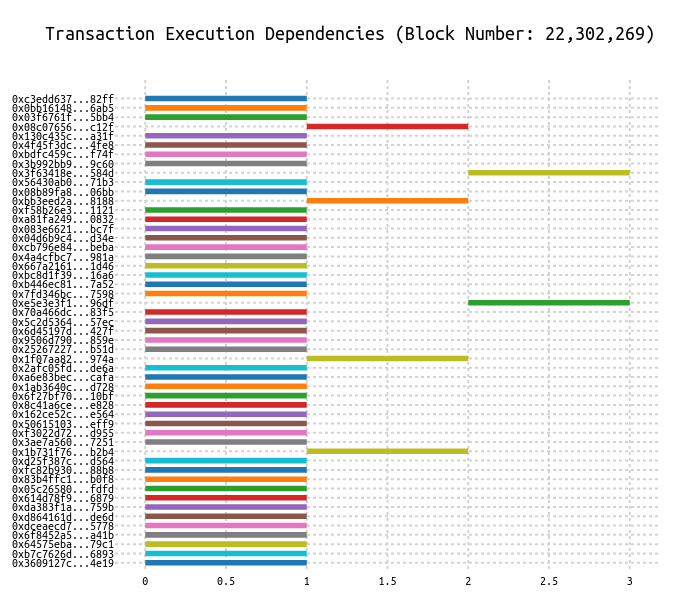 Transaction Execution Dependencies (Block Number: 22,302,269)
0xc3edd637...82ff
0x0bb16148...6ab5
0x03f6761f...5bb4
0x08c07656...c12f
0x130c435c...a31f
0x4f45f3dc...4fe8
0xbdfc459c...f74f
0x3b992bb9...9c60
0x3f63418e...584d
0x56430ab0...71b3
0x08b89fa8...06bb
0xbb3eed2a...8188
0xf58b26e3...1121
0xa81fa249...0832
0x083e6621...bc7f
0x04d6b9c4...d34e
0xcb796e84...beba
0x4a4cfbc7...981a
0x667a2161...1d46
0xbc8d1f39...16a6
0xb446ec81...7a52
0x7fd346bc...7598
0xe5e3e3f1...96df
0x70a466dc...83f5
0x5c2d5364...57ec
0x6d45197d...427f
0x9506d790...859e
0x25267227...b51d
0x1f07aa82...974a
0x2afc05fd...de6a
0xa6e83bec...cafa
0x1ab3640c...d728
0x6f27bf70...10bf
0x8c41a6ce...e828
0x162ce52c...e564
0x50615103...eff9
0xf3022d72...d955
0x3ae7a560...7251
0x1b731f76...b2b4
0xd25f387c...d564
0xfc82b930...88b8
0x83b4ffc1...b0f8
0x05c26580...fdfd
0x614d78f9...6879
0xda383f1a...759b
0xd864161d...de6d
0xdceaecd7...5778
0x6f8452a5...a41b
0x64575eba...79c1
0xb7c7626d...6893
0x3609127c...4e19
0 0.5 1 1.5 2 2.5 3